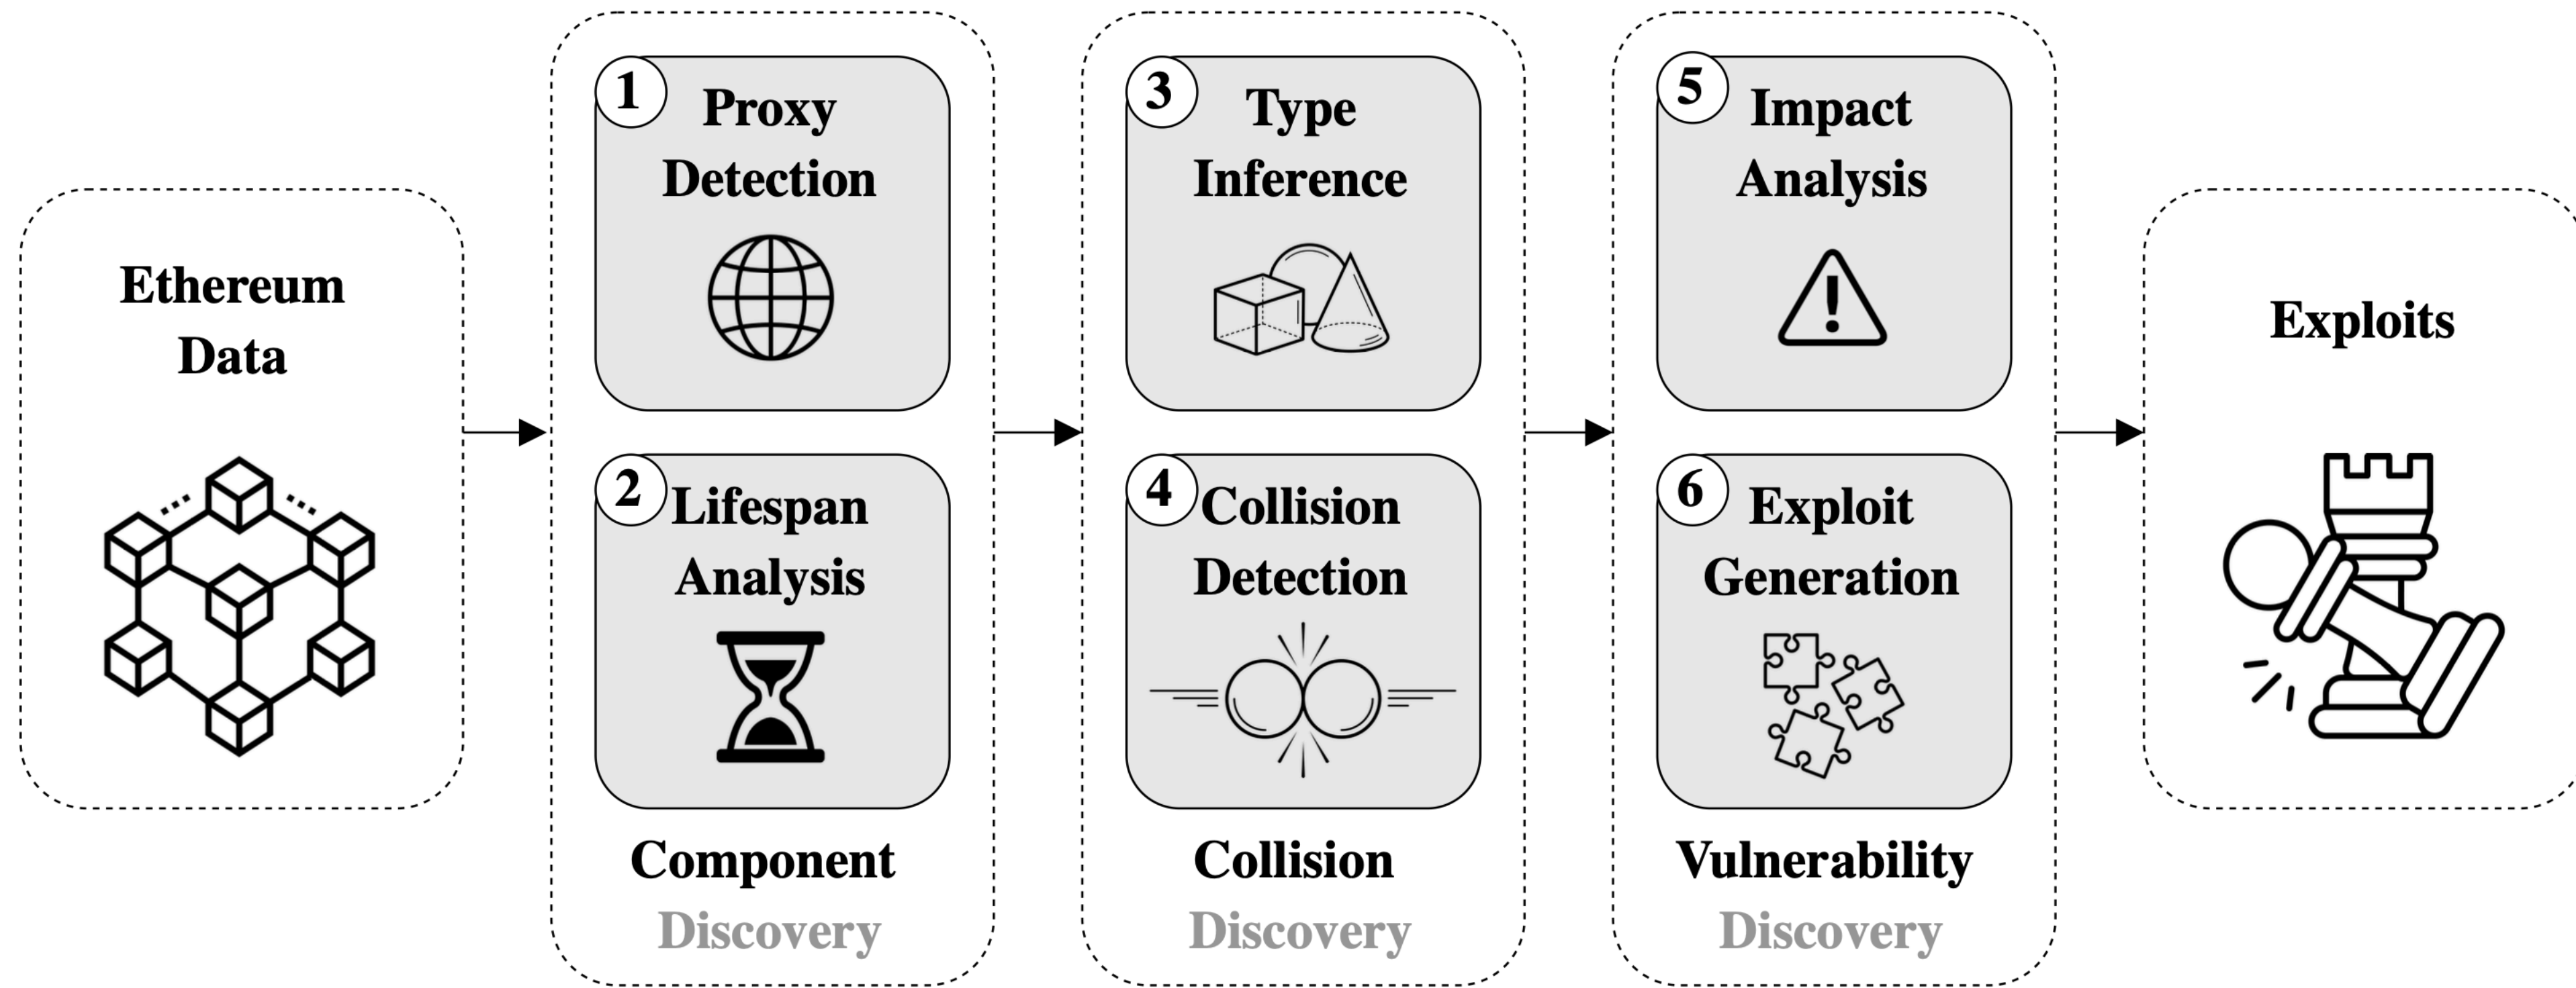 Ethereum
Data
1
Proxy
Detection
2
Lifespan
Analysis
Component
Discovery
3
Type
Inference
4
Collision
Detection
Collision
Discovery
5
Impact
Analysis
6
Exploit
Generation
Vulnerability
Discovery
Exploits